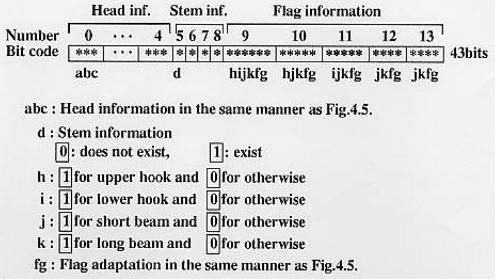 Head inf. Stem inf. Flag information
Number 0 ··· 4 5 6 7 8 9 10 11 12 13
Bit code *** ··· *** * * * * ****** ***** ***** **** **** 43bits
abc d hijkfg hjkfg ijkfg jkfg jkfg
abc : Head information in the same manner as Fig.4.5.
d : Stem information
0 : does not exist, 1 : exist
h : 1 for upper hook and 0 for otherwise
i : 1 for lower hook and 0 for otherwise
j : 1 for short beam and 0 for otherwise
k : 1 for long beam and 0 for otherwise
fg : Flag adaptation in the same manner as Fig.4.5.